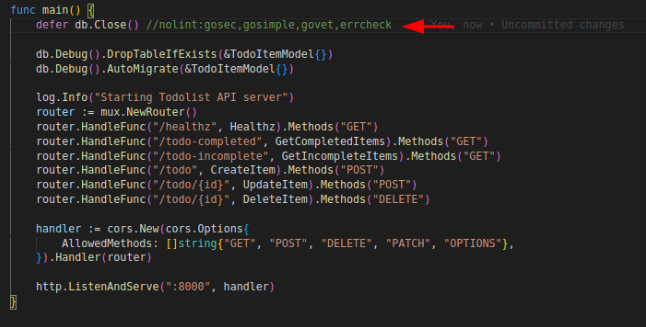 func main() {
    defer db.Close() //nolint:gosec,gosimple,govet,errcheck You, now • Uncommitted changes
    db.Debug().DropTableIfExists(&TodoItemModel{})
    db.Debug().AutoMigrate(&TodoItemModel{})
    log.Info("Starting Todolist API server")
    router := mux.NewRouter()
    router.HandleFunc("/healthz", Healthz).Methods("GET")
    router.HandleFunc("/todo-completed", GetCompletedItems).Methods("GET")
    router.HandleFunc("/todo-incomplete", GetIncompleteItems).Methods("GET")
    router.HandleFunc("/todo", CreateItem).Methods("POST")
    router.HandleFunc("/todo/{id}", UpdateItem).Methods("POST")
    router.HandleFunc("/todo/{id}", DeleteItem).Methods("DELETE")
    handler := cors.New(cors.Options{
        AllowedMethods: []string{"GET", "POST", "DELETE", "PATCH", "OPTIONS"},
    }).Handler(router)
    http.ListenAndServe(":8000", handler)
}